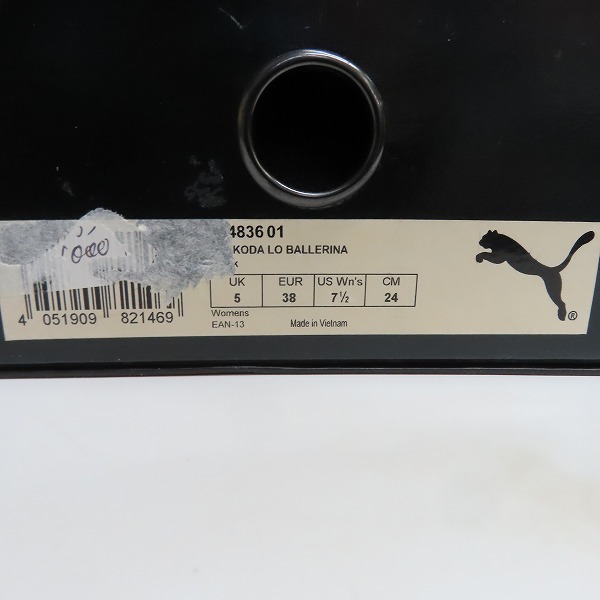 000
483601
KODA LO BALLERINA
UK EUR US Wn's CM
5 38 7½ 24
4 051909 821469
Womens
EAN-13 Made in Vietnam
®